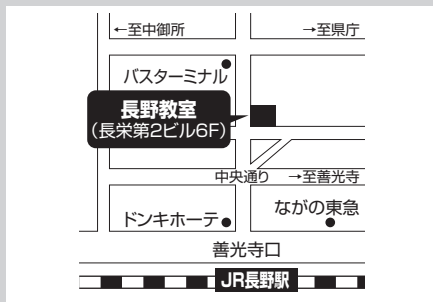 ←至中御所
→至県庁
バスターミナル
長野教室
(長栄第2ビル6F)
中央通り
→至善光寺
ドンキホーテ
ながの東急
善光寺口
JR長野駅